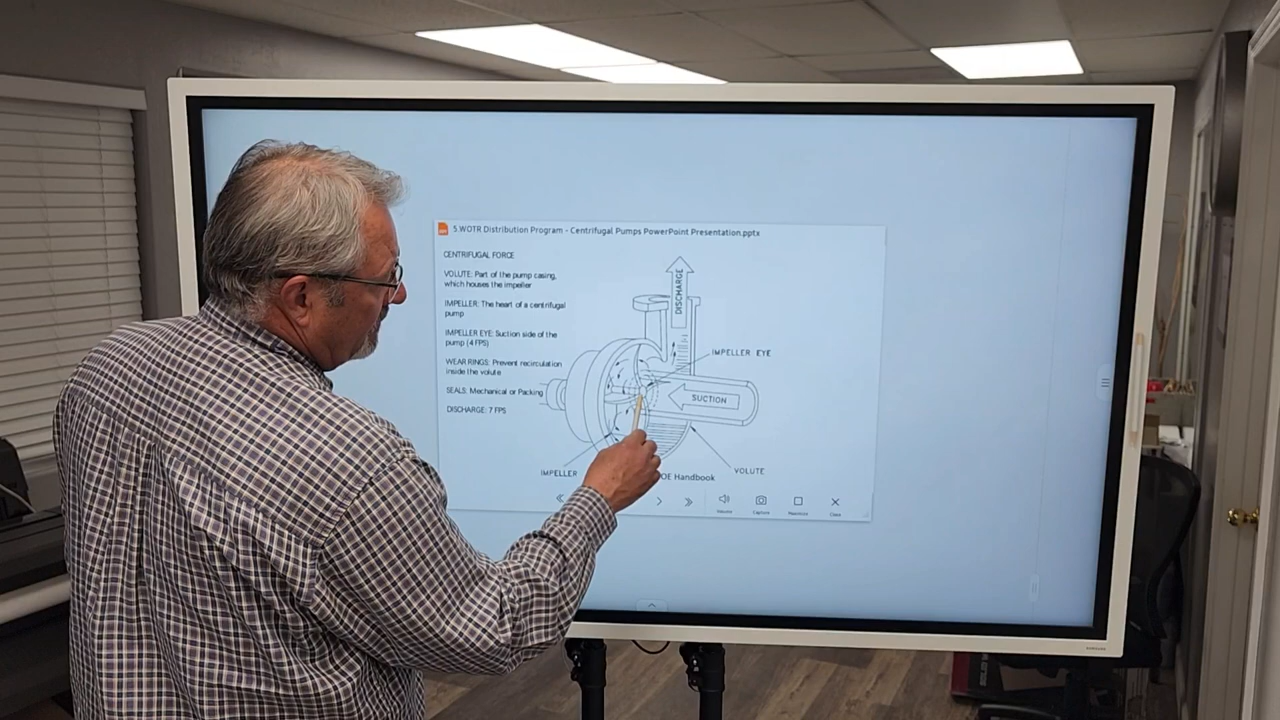 5.WOTR Distribution Program - Centrifugal Pumps PowerPoint Presentation.pptx
CENTRIFUGAL FORCE
VOLUTE: Part of the pump casing,
which houses the impeller
IMPELLER: The heart of a centrifugal
pump
IMPELLER EYE: Suction side of the
pump (4 FPS)
WEAR RINGS: Prevent recirculation
inside the volute
SEALS: Mechanical or Packing
DISCHARGE: 7 FPS
DISCHARGE
IMPELLER EYE
SUCTION
IMPELLER
VOLUTE
OE Handbook
Volume
Capture
Maximize
Close
SAMSUNG